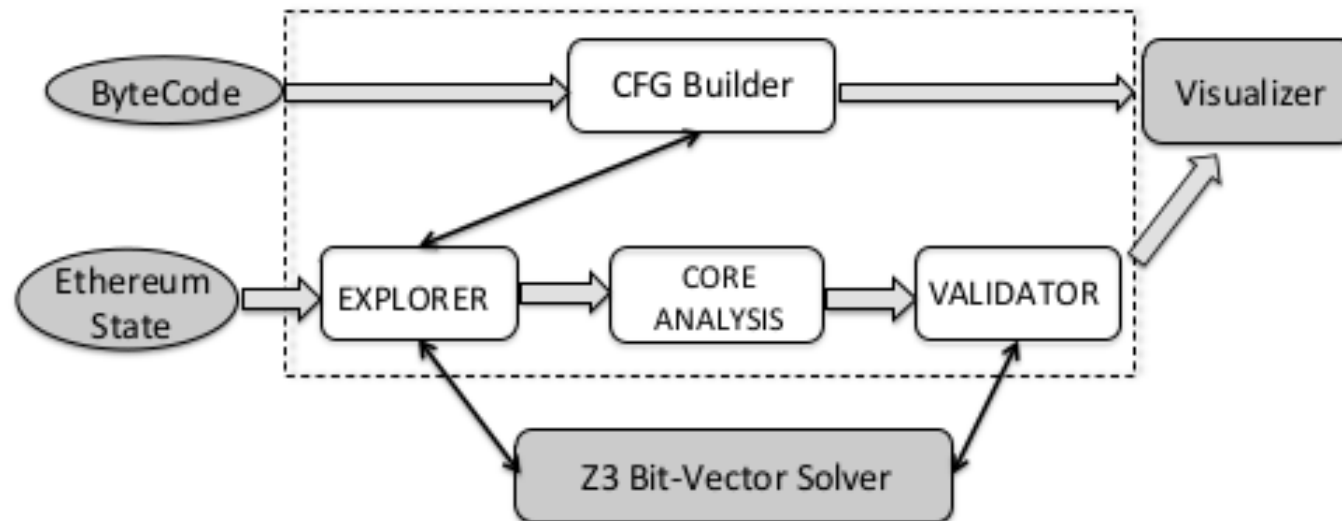 ByteCode
CFG Builder
Visualizer
Ethereum
State
EXPLORER
CORE
ANALYSIS
VALIDATOR
Z3 Bit-Vector Solver